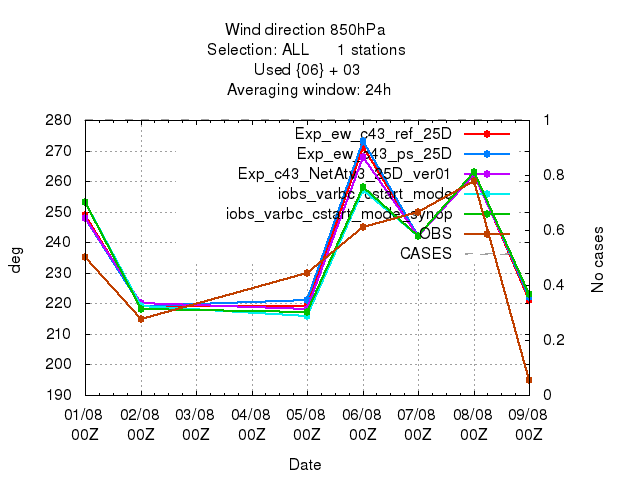 Wind direction 850hPa
Selection: ALL 1 stations
Used {06} + 03
Averaging window: 24h
280 1
Exp_ew_c43_ref_25D
270
Exp_ew_c43_ps_25D
260 0.8
Exp_c43_NetAtv3_25D_ver01
iobs_varbc_cstart_mode
250
iobs_varbc_cstart_mode_synop
0.6
OBS
240
CASES
deg
No cases
230
0.4
220
210 0.2
200
190 0
01/08 02/08 03/08 04/08 05/08 06/08 07/08 08/08 09/08
00Z 00Z 00Z 00Z 00Z 00Z 00Z 00Z 00Z
Date